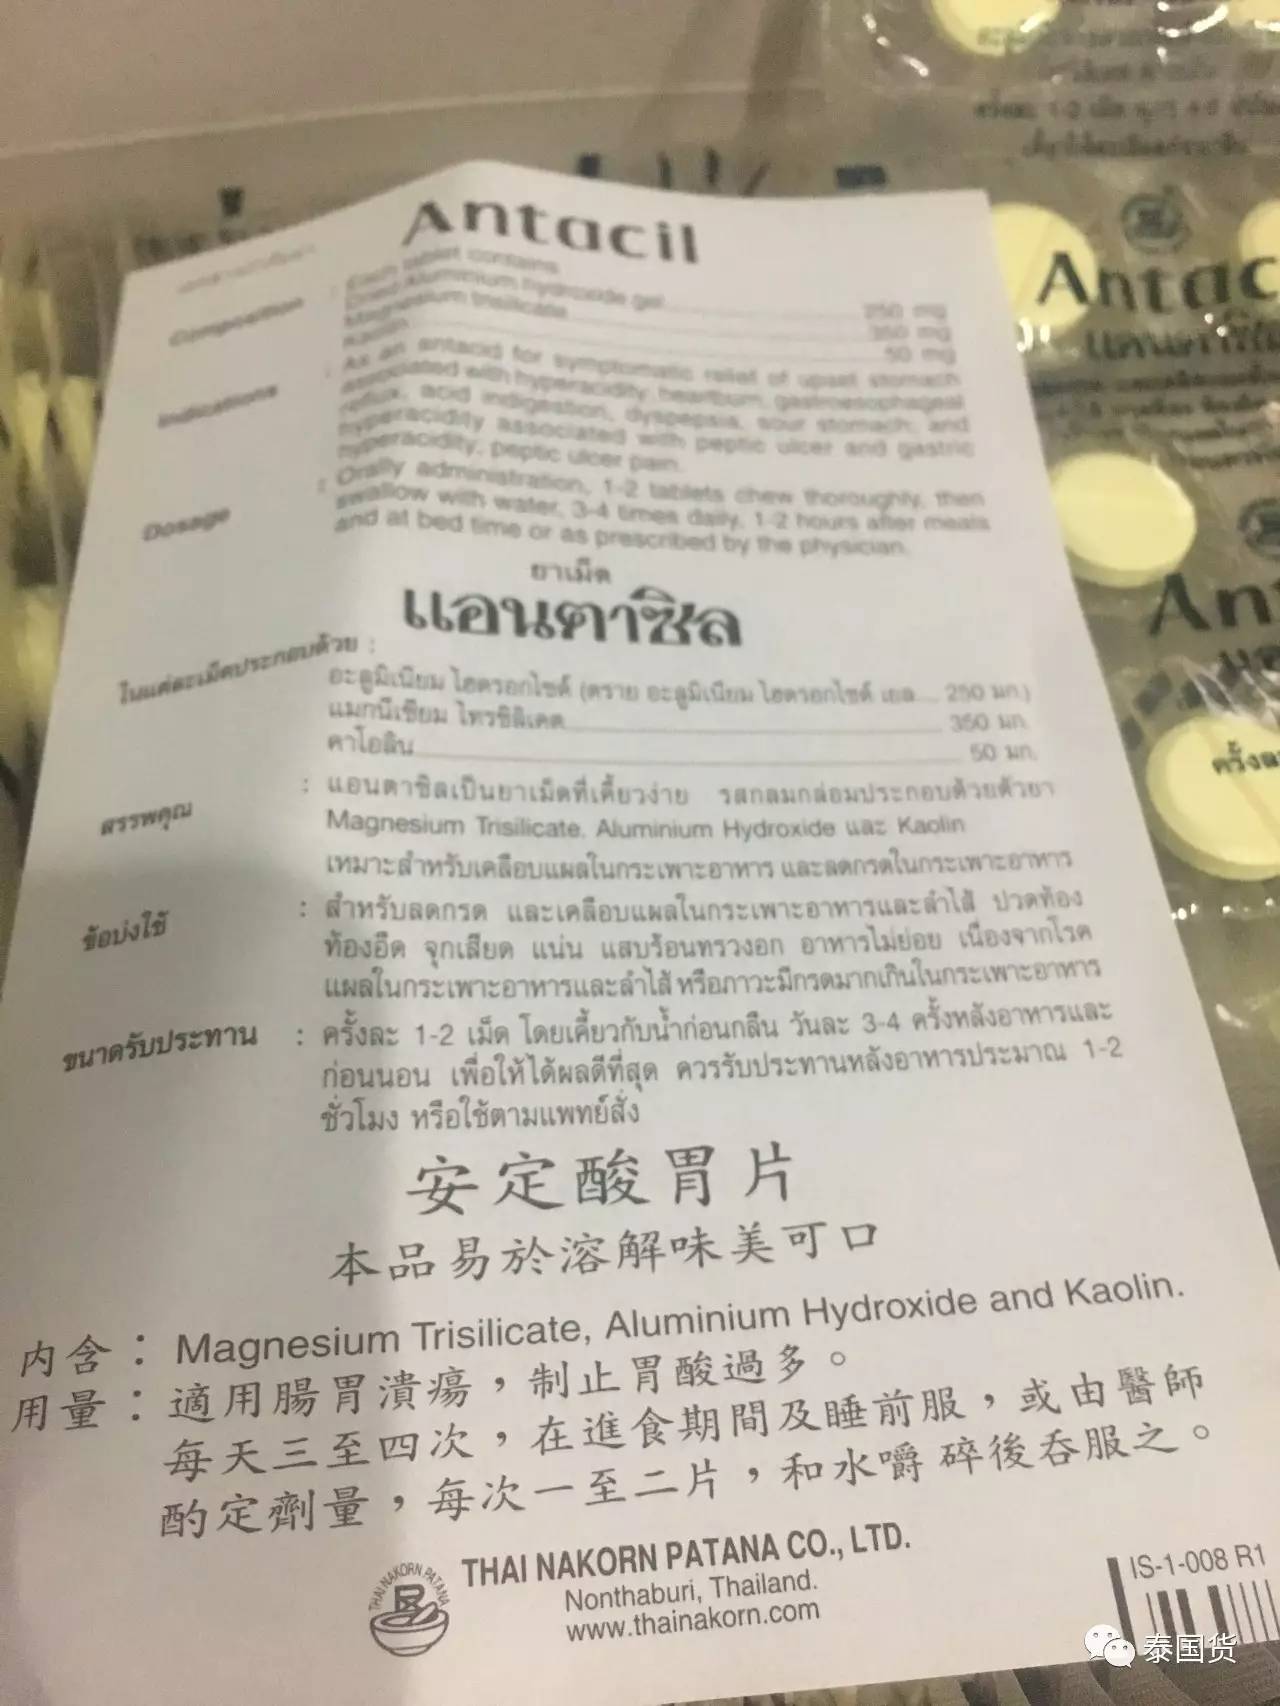 Antacil
Composition : Each tablet contains
Dried Aluminium hydroxide gel 250 mg
Magnesium trisilicate 350 mg
Kaolin 50 mg
Indications : As an antacid for symptomatic relief of upset stomach
associated with hyperacidity, heartburn, gastroesophageal
reflux, acid indigestion, dyspepsia, sour stomach, and
hyperacidity associated with peptic ulcer and gastric
hyperacidity, peptic ulcer pain.
Dosage : Orally administration, 1-2 tablets chew thoroughly, then
swallow with water, 3-4 times daily, 1-2 hours after meals
and at bed time or as prescribed by the physician.
ยาเม็ด
แอนตาซิล
ในแต่ละเม็ดประกอบด้วย :
อะลูมิเนียม ไฮดรอกไซด์ (ดราย อะลูมิเนียม ไฮดรอกไซด์ เยล.... 250 มก.)
แมกนีเซียม ไทรซิลิเคต 350 มก.
คาโอลิน 50 มก.
สรรพคุณ : แอนตาซิลเป็นยาเม็ดที่เคี้ยวง่าย รสกลมกล่อมประกอบด้วยตัวยา
Magnesium Trisilicate, Aluminium Hydroxide และ Kaolin
เหมาะสำหรับเคลือบแผลในกระเพาะอาหาร และลดกรดในกระเพาะอาหาร
ข้อบ่งใช้ : สำหรับลดกรด และเคลือบแผลในกระเพาะอาหารและลำไส้ ปวดท้อง
ท้องอืด จุกเสียด แน่น แสบร้อนทรวงอก อาหารไม่ย่อย เนื่องจากโรค
แผลในกระเพาะอาหารและลำไส้ หรือภาวะมีกรดมากเกินในกระเพาะอาหาร
ขนาดรับประทาน : ครั้งละ 1-2 เม็ด โดยเคี้ยวกับน้ำก่อนกลืน วันละ 3-4 ครั้งหลังอาหารและ
ก่อนนอน เพื่อให้ได้ผลดีที่สุด ควรรับประทานหลังอาหารประมาณ 1-2
ชั่วโมง หรือใช้ตามแพทย์สั่ง
安定酸胃片
本品易於溶解味美可口
內含：Magnesium Trisilicate, Aluminium Hydroxide and Kaolin.
用量：適用腸胃潰瘍，制止胃酸過多。
每天三至四次，在進食期間及睡前服，或由醫師
酌定劑量，每次一至二片，和水嚼碎後吞服之。
THAI NAKORN PATANA
THAI NAKORN PATANA CO., LTD.
Nonthaburi, Thailand.
www.thainakorn.com
IS-1-008 R1
Antac
แอนตาซิ
An
ครั้งละ
泰国货